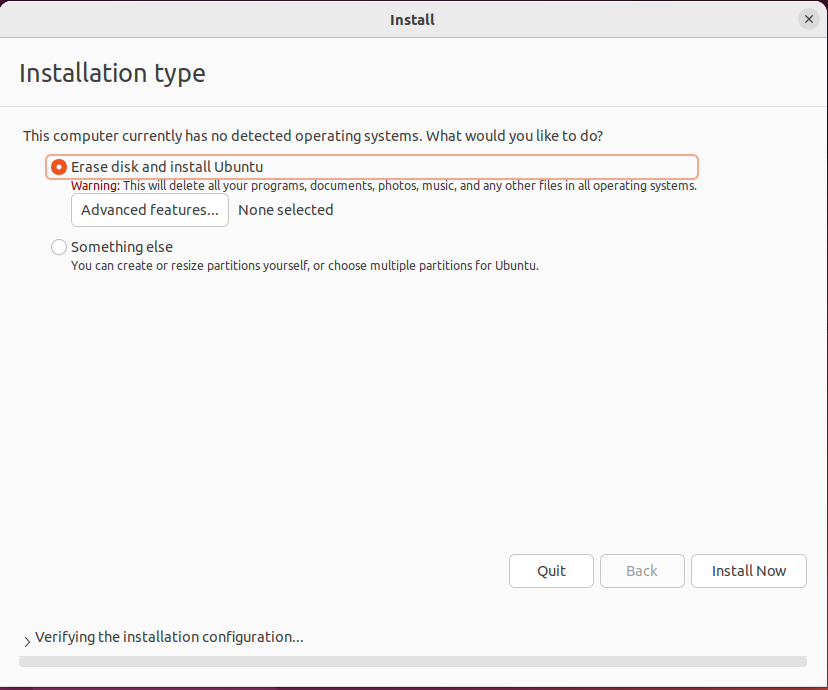 Install
Installation type
This computer currently has no detected operating systems. What would you like to do?
Erase disk and install Ubuntu
Warning: This will delete all your programs, documents, photos, music, and any other files in all operating systems.
Advanced features... None selected
Something else
You can create or resize partitions yourself, or choose multiple partitions for Ubuntu.
Quit Back Install Now
Verifying the installation configuration...